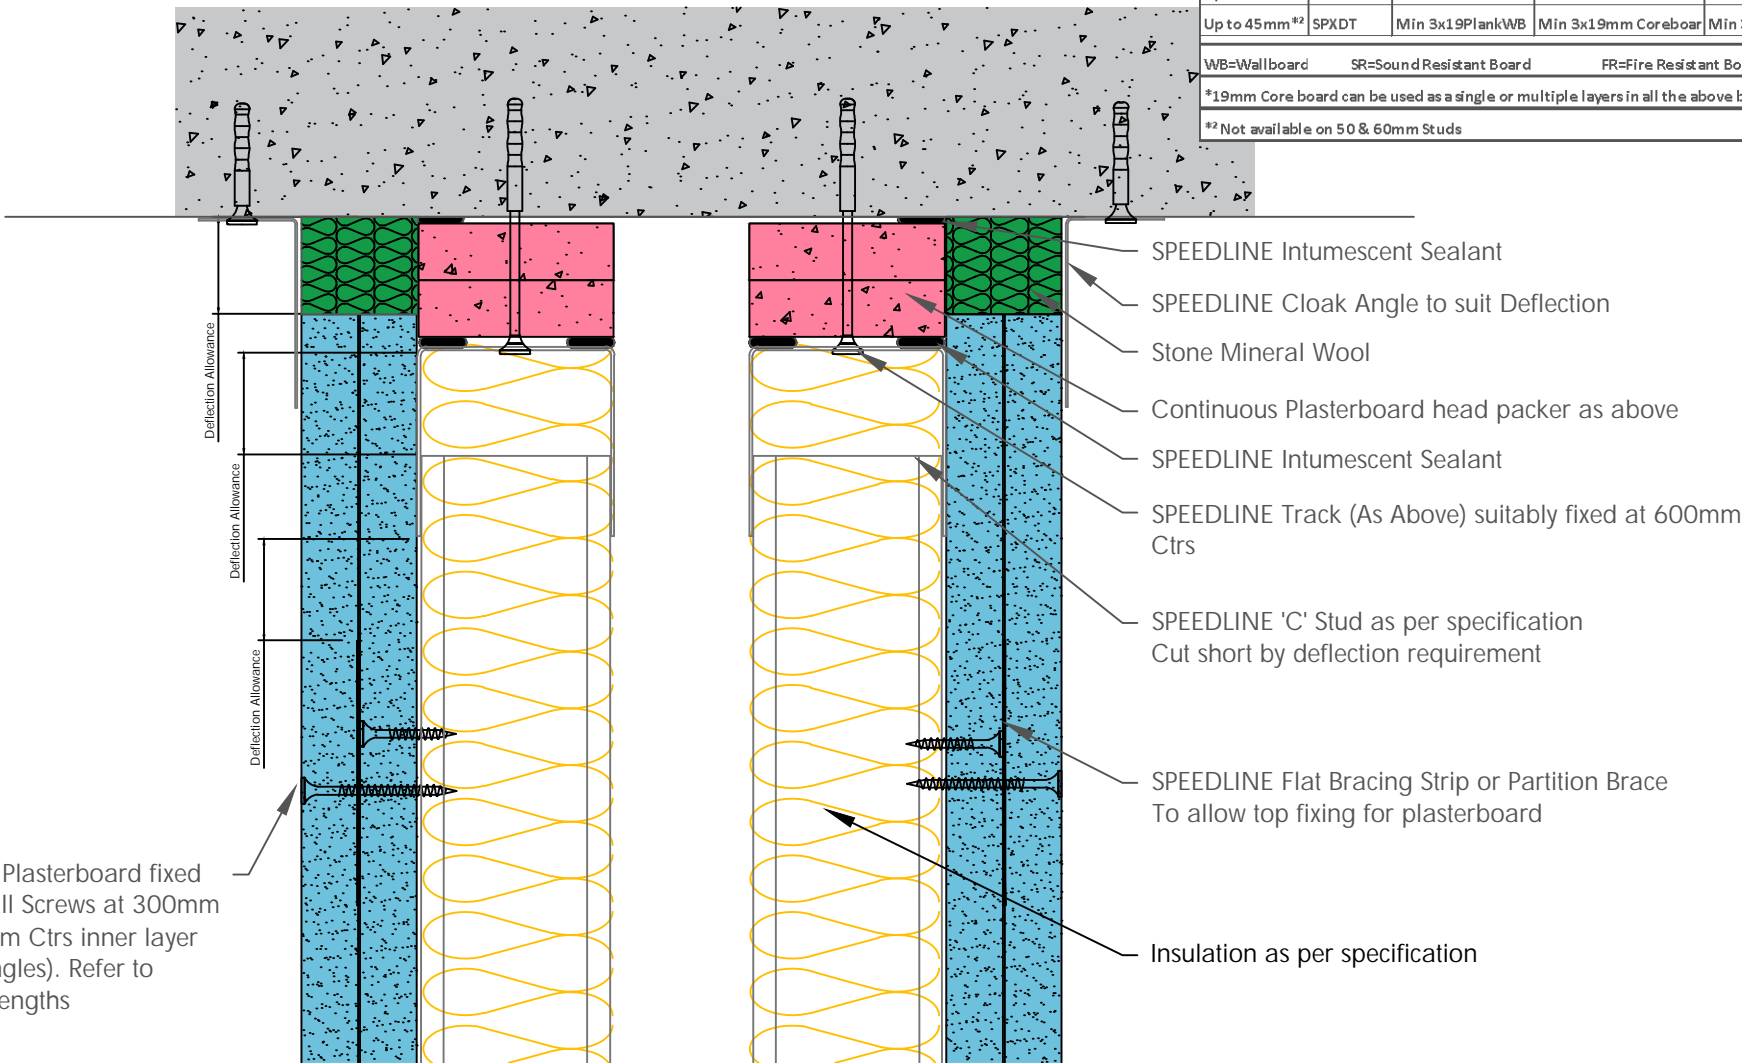 Up to 45mm*² SPXDT Min 3x19PlankWB Min 3x19mm Coreboar Min
WB=Wallboard SR=Sound Resistant Board FR=Fire Resistant Bo
*19mm Core board can be used as a single or multiple layers in all the above b
*² Not available on 50 & 60mm Studs
SPEEDLINE Intumescent Sealant
SPEEDLINE Cloak Angle to suit Deflection
Stone Mineral Wool
Continuous Plasterboard head packer as above
SPEEDLINE Intumescent Sealant
SPEEDLINE Track (As Above) suitably fixed at 600mm
Ctrs
SPEEDLINE 'C' Stud as per specification
Cut short by deflection requirement
SPEEDLINE Flat Bracing Strip or Partition Brace
To allow top fixing for plasterboard
Insulation as per specification
Deflection Allowance
Deflection Allowance
Deflection Allowance
Plasterboard fixed
ll Screws at 300mm
m Ctrs inner layer
ngles). Refer to
engths